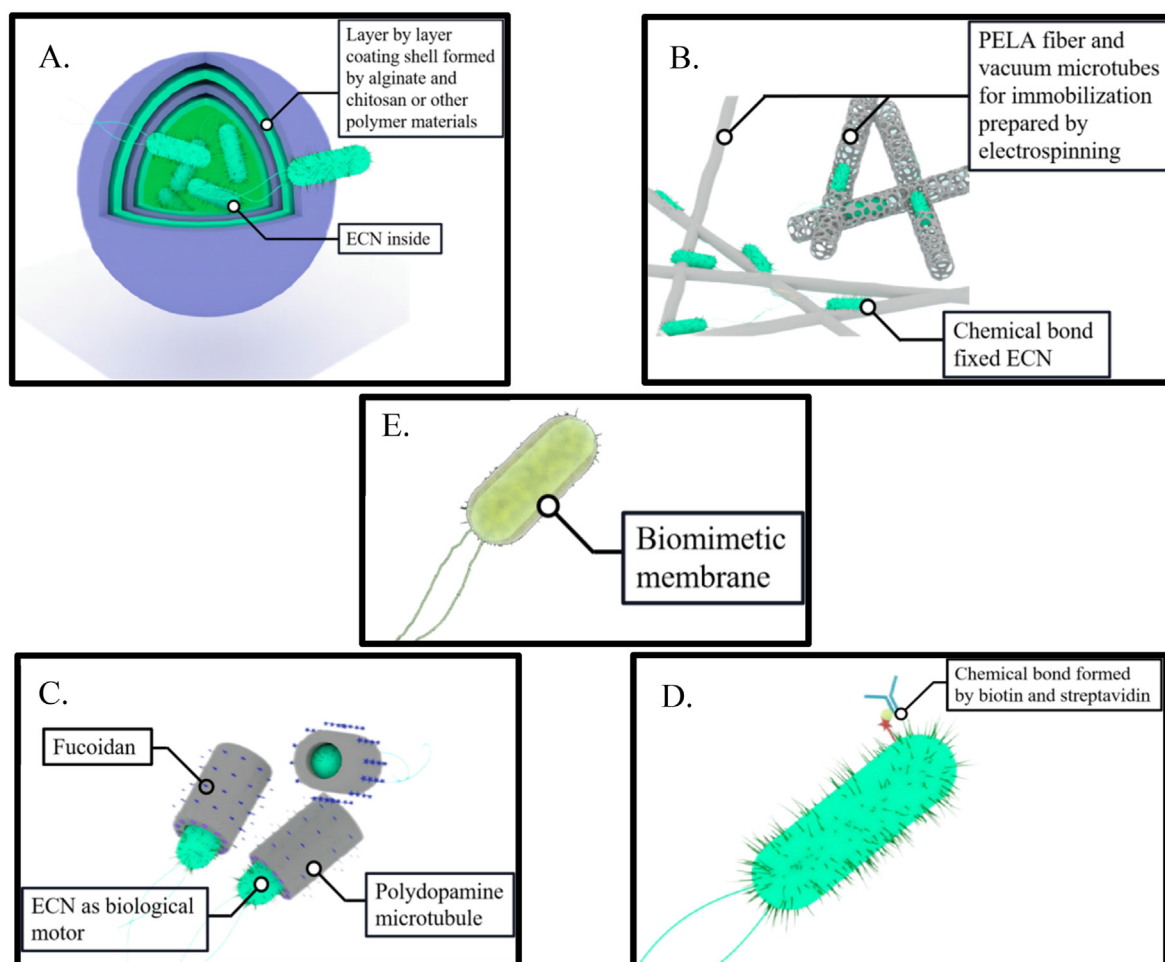 A.
Layer by layer
coating shell formed
by alginate and
chitosan or other
polymer materials
ECN inside
B.
PELA fiber and
vacuum microtubes
for immobilization
prepared by
electrospinning
Chemical bond
fixed ECN
E.
Biomimetic
membrane
C.
Fucoidan
ECN as biological
motor
Polydopamine
microtubule
D.
Chemical bond formed
by biotin and streptavidin